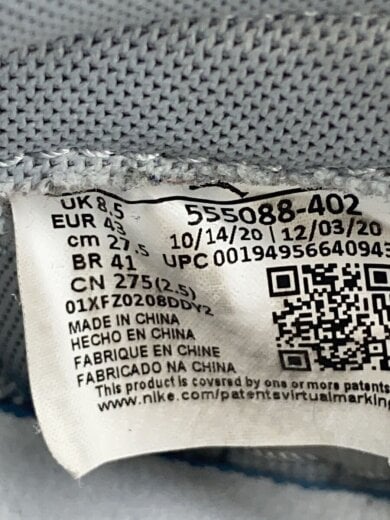 UK 8.5
EUR 43
cm 27.5
BR 41
CN 275(2.5)
01XFZ0208DDY2
555088-402
10/14/20 | 12/03/20
UPC 00194956640943
MADE IN CHINA
HECHO EN CHINA
FABRIQUE EN CHINE
FABRICADO NA CHINA
This product is covered by one or more patents
www.nike.com/patentsvirtualmarking